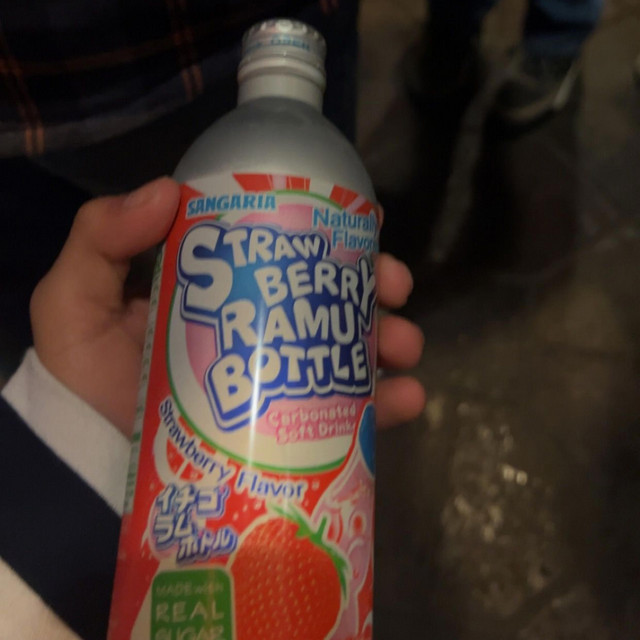 SANGARIA
Naturally
Flavor
STRAW
BERRY
RAMU
BOTTLE
Carbonated
Soft Drink
Strawberry Flavor
イチゴ
ラム
ボトル
MADE with
REAL
SUGAR